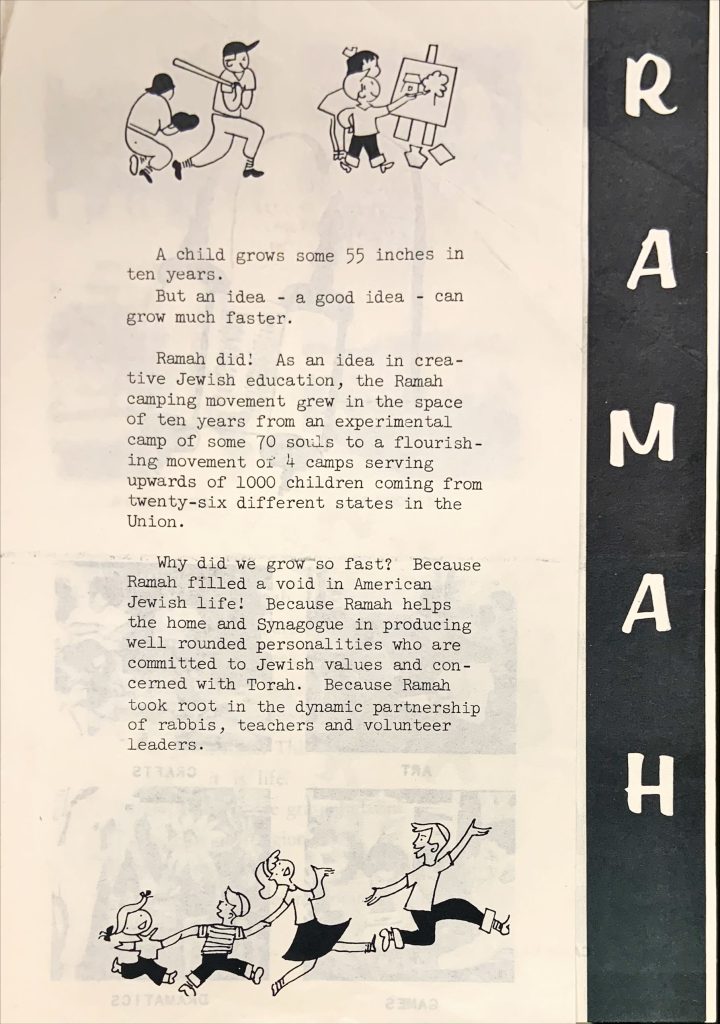 A child grows some 55 inches in
ten years.
But an idea - a good idea - can
grow much faster.
Ramah did! As an idea in crea-
tive Jewish education, the Ramah
camping movement grew in the space
of ten years from an experimental
camp of some 70 souls to a flourish-
ing movement of 4 camps serving
upwards of 1000 children coming from
twenty-six different states in the
Union.
Why did we grow so fast? Because
Ramah filled a void in American
Jewish life! Because Ramah helps
the home and Synagogue in producing
well rounded personalities who are
committed to Jewish values and con-
cerned with Torah. Because Ramah
took root in the dynamic partnership
of rabbis, teachers and volunteer
leaders.
CRAFTS
ART
DRAMATICS
GAMES
R
A
M
A
H